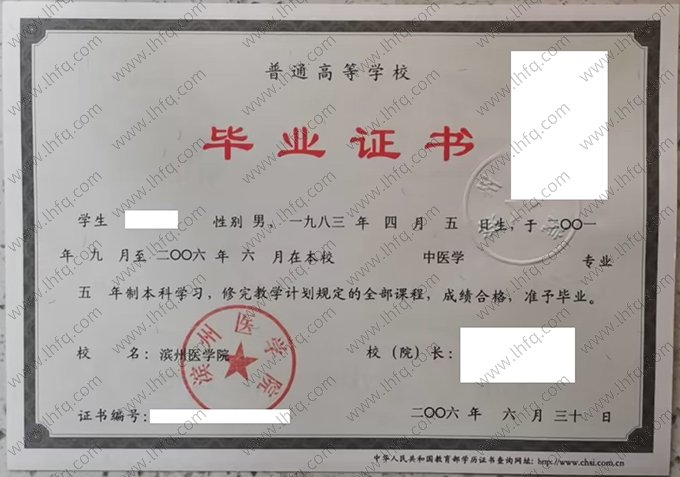 普通高等学校
毕业证书
学生 性别 男，一九八三 年 四 月 五 日生，于 二〇〇一
年 九 月至 二〇〇六 年 六 月在本校 中医学 专业
五 年制本科学习，修完教学计划规定的全部课程，成绩合格，准予毕业。
校 名：滨州医学院 校（院）长：
滨州医学院
证书编号： 二〇〇六 年 六 月 三十 日
中华人民共和国教育部学历证书查询网址：http://www.chsi.com.cn
www.lhfq.com